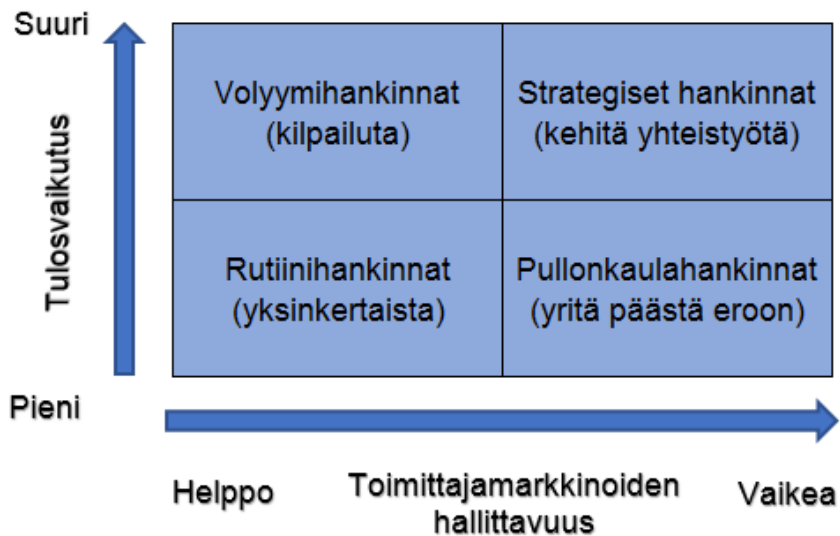 Suuri
Tulosvaikutus
Volyymihankinnat
(kilpailuta)
Strategiset hankinnat
(kehitä yhteistyötä)
Rutiinihankinnat
(yksinkertaista)
Pullonkaulahankinnat
(yritä päästä eroon)
Pieni
Helppo
Toimittajamarkkinoiden
hallittavuus
Vaikea